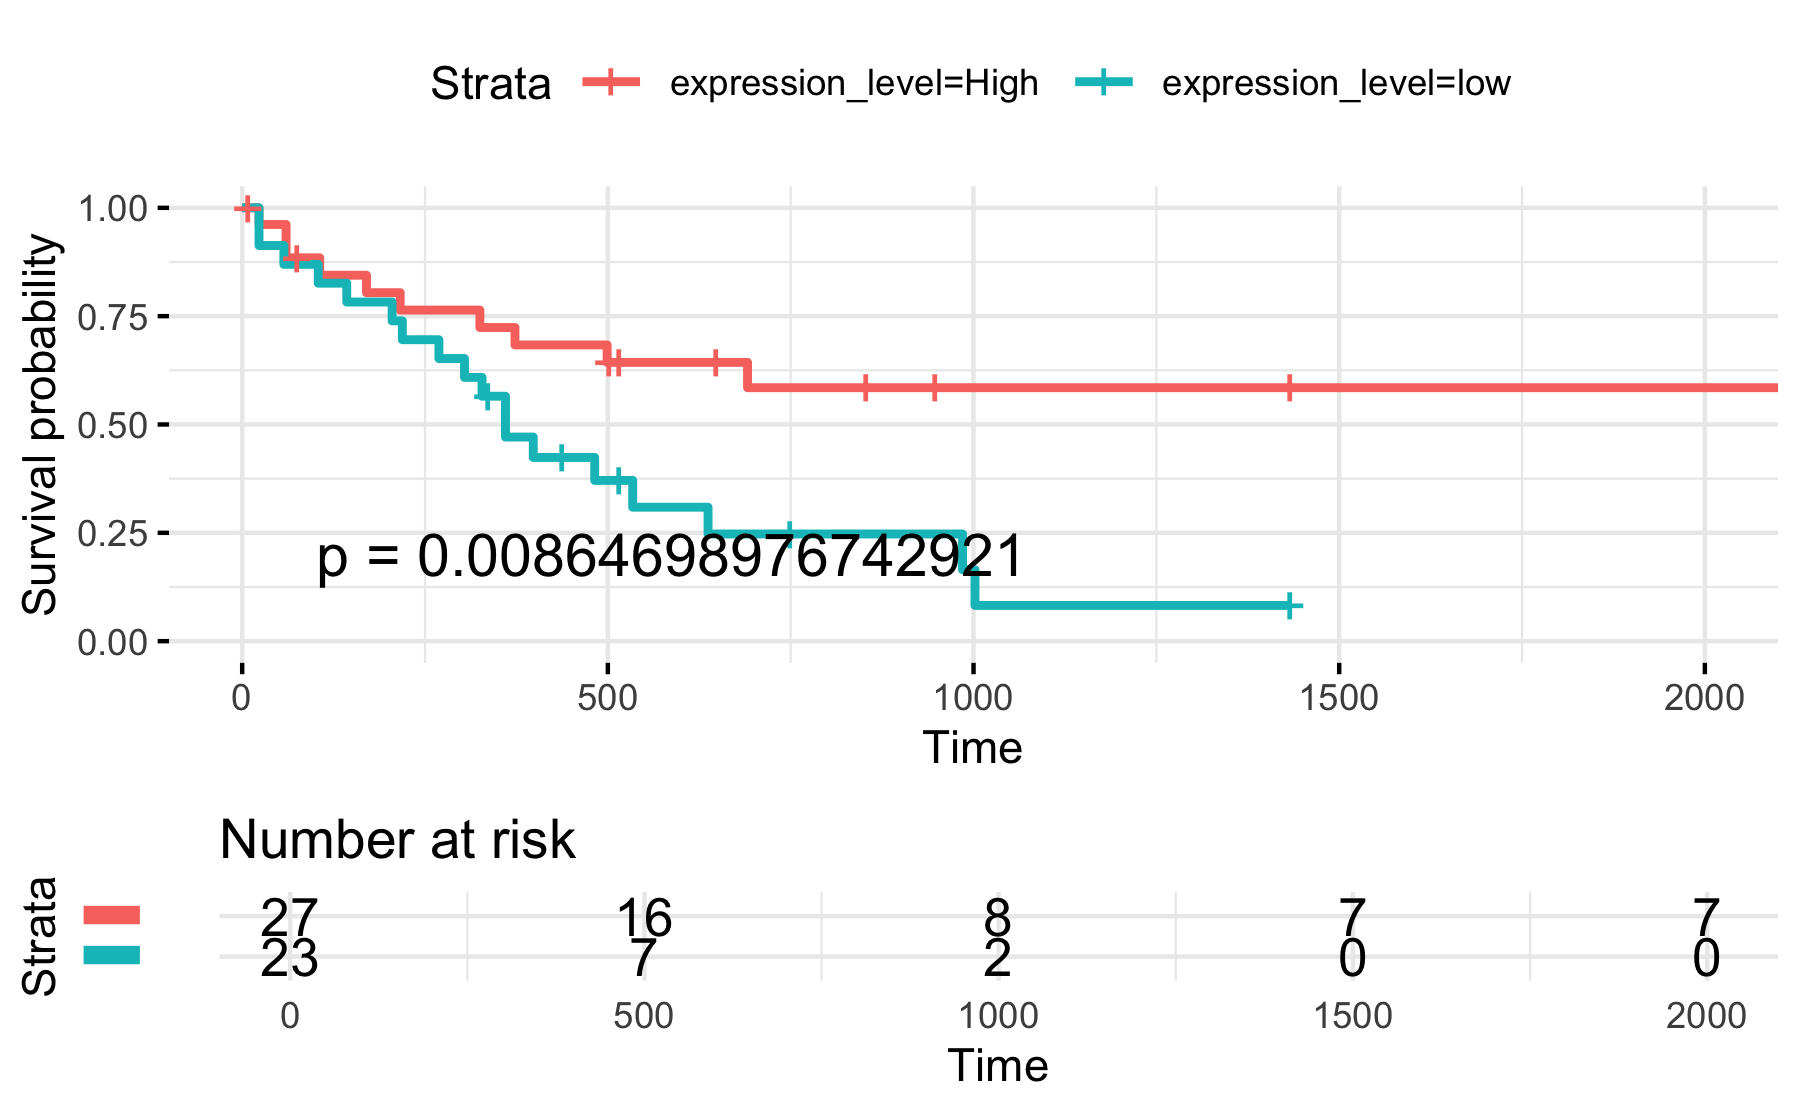 Strata expression_level=High expression_level=low
Survival probability
1.00
0.75
0.50
0.25
0.00
p = 0.00864698976742921
0 500 1000 1500 2000
Time
Number at risk
Strata
27 16 8 7 7
23 7 2 0 0
0 500 1000 1500 2000
Time